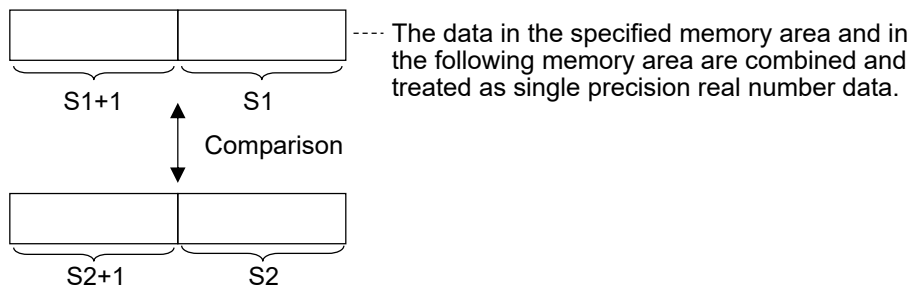 The data in the specified memory area and in
the following memory area are combined and
treated as single precision real number data.
S1+1
S1
Comparison
S2+1
S2